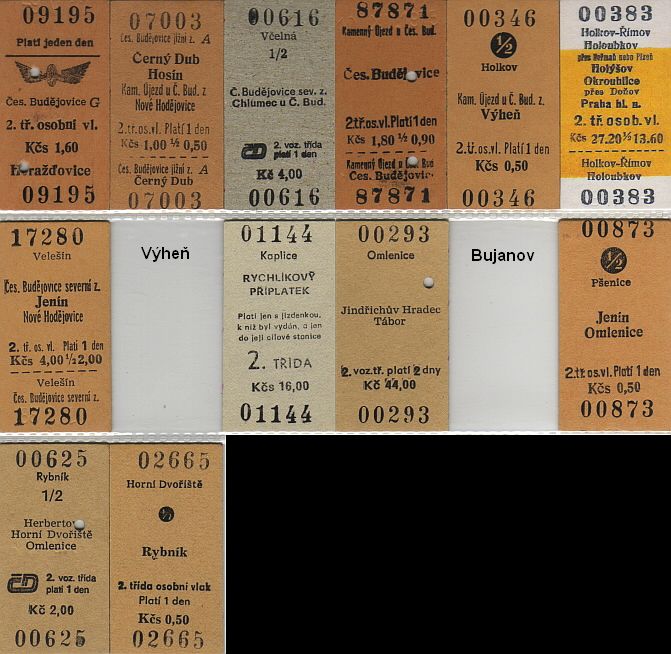 09195
Platí jeden den
Čes. Budějovice G
2. tř. osobní vl.
Kčs 1,60
Horažďovice
09195
07003
Čes. Budějovice jižní z. A
Černý Dub
Hosín
Kam. Újezd u Č. Bud. z.
Nové Hodějovice
2.tř.os.vl. Platí 1 den
Kčs 1,00 ½ 0,50
Čes. Budějovice jižní z. A
Černý Dub
07003
00616
Včelná
1/2
Č. Budějovice sev. z.
Chlumec u Č. Bud.
ČD 2. voz. třída
platí 1 den
Kč 4,00
00616
87871
Kamenný Újezd u Čes. Bud.
Čes. Budějovice
2.tř.os.vl. Platí 1 den
Kčs 1,80 ½ 0,90
Kamenný Újezd u Čes. Bud
Čes. Budějovice
87871
00346
1/2
Holkov
Kam. Újezd u Č. Bud. z.
Výheň
2.tř.os.vl. Platí 1 den
Kčs 0,50
00346
00383
Holkov-Římov
Holoubkov
přes Beřoun nebo Plzeň
Holýšov
Okrouhlice
přes Doňov
Praha hl. n.
2. tř. osob. vl.
Kčs 27.20 ½ 13.60
Holkov-Římov
Holoubkov
00383
17280
Velešín
Čes. Budějovice severní z.
Jenín
Nové Hodějovice
2. tř. os. vl. Platí 1 den
Kčs 4,00 ½ 2,00
Velešín
Čes. Budějovice severní z.
17280
Výheň
01144
Kaplice
RYCHLÍKOVÝ
PŘÍPLATEK
Platí jen s jízdenkou,
k níž byl vydán, a jen
do její cílové stanice
2. TŘÍDA
Kčs 16,00
01144
00293
Omlenice
Jindřichův Hradec
Tábor
2. voz.tř. platí 2 dny
Kč 44,00
00293
Bujanov
00873
1/2
Pšenice
Jenín
Omlenice
2.tř.os.vl. Platí 1 den
Kčs 0,50
00873
00625
Rybník
1/2
Herbertov
Horní Dvořiště
Omlenice
ČD 2. voz. třída
platí 1 den
Kč 2,00
00625
02665
Horní Dvořiště
½
Rybník
2. třída osobní vlak
Platí 1 den
Kčs 0,50
02665